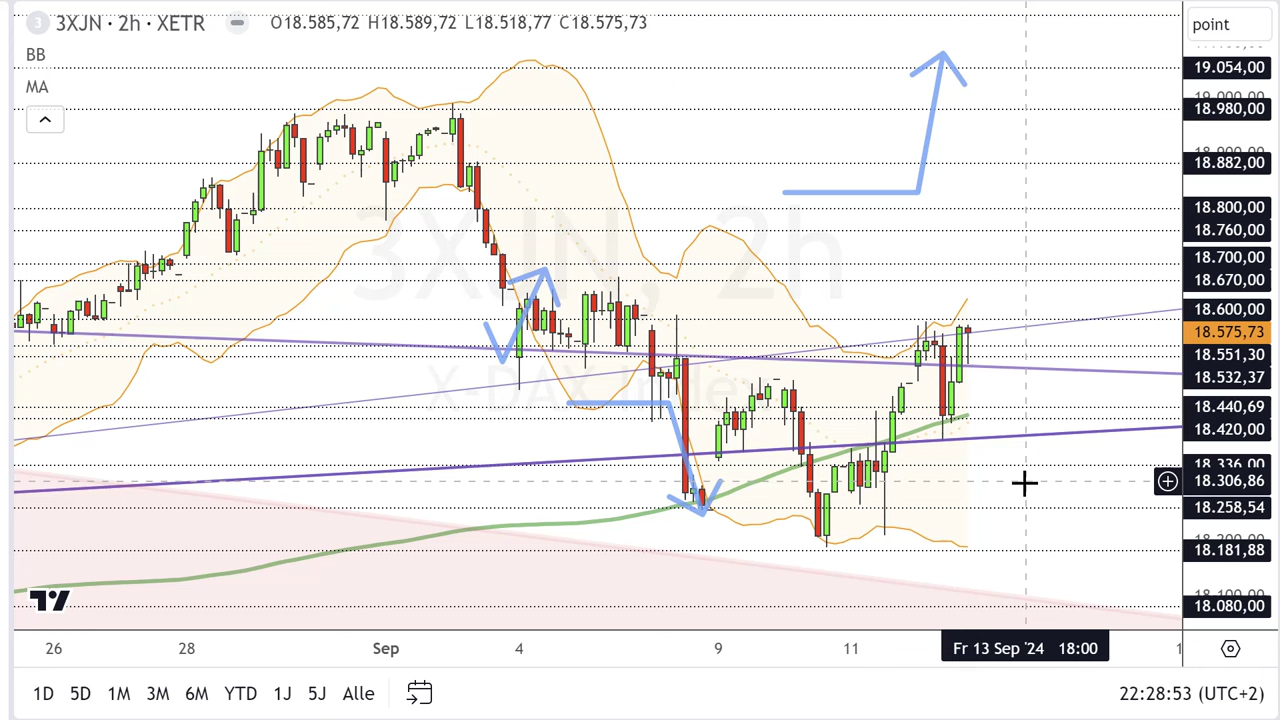 3 3XJN · 2h · XETR O18.585,72 H18.589,72 L18.518,77 C18.575,73
BB
MA
point
19.054,00
18.980,00
18.882,00
18.800,00
18.760,00
18.700,00
18.670,00
18.600,00
18.575,73
18.551,30
18.532,37
18.440,69
18.420,00
18.336,00
18.306,86
18.258,54
18.181,88
18.080,00
3XJN, 2h
X-DAX Index
26 28 Sep 4 9 11 Fr 13 Sep '24 18:00
1D 5D 1M 3M 6M YTD 1J 5J Alle
22:28:53 (UTC+2)